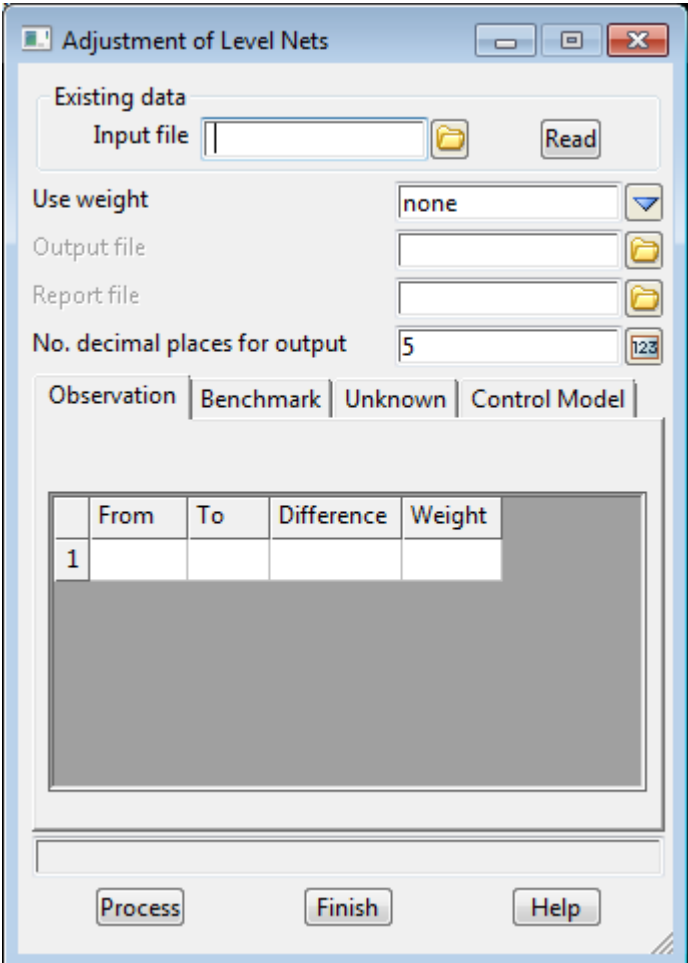 Adjustment of Level Nets
Existing data
Input file Read
Use weight none
Output file
Report file
No. decimal places for output 5 123
Observation Benchmark Unknown Control Model
From To Difference Weight
1
Process Finish Help